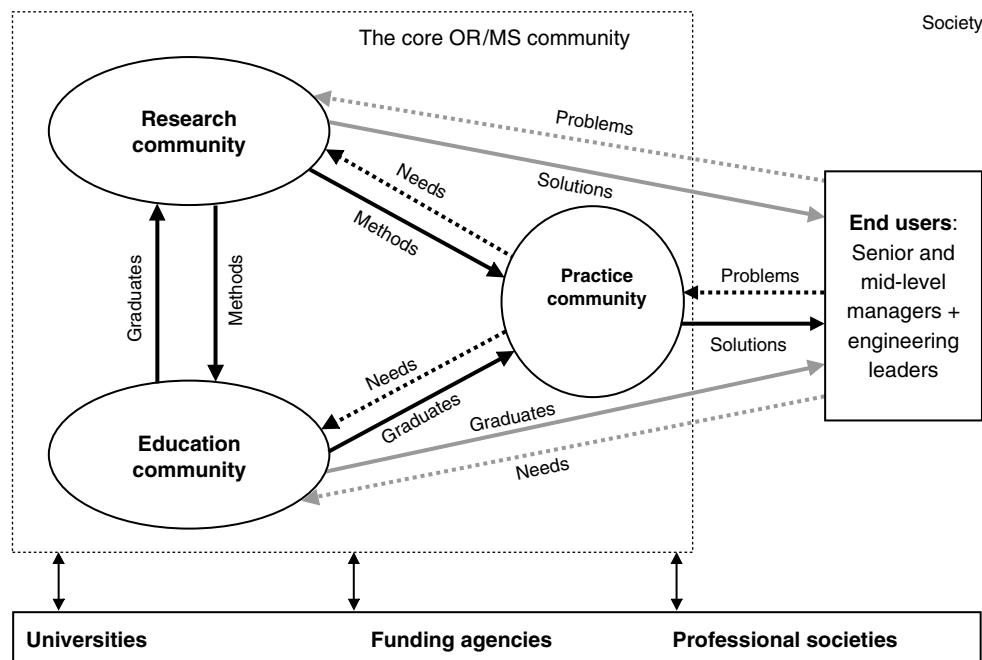 The core OR/MS community
Society
Research
community
Problems
Solutions
Needs
Methods
Graduates
Methods
Practice
community
End users:
Senior and
mid-level
managers +
engineering
leaders
Problems
Solutions
Needs
Graduates
Graduates
Needs
Education
community
Universities
Funding agencies
Professional societies